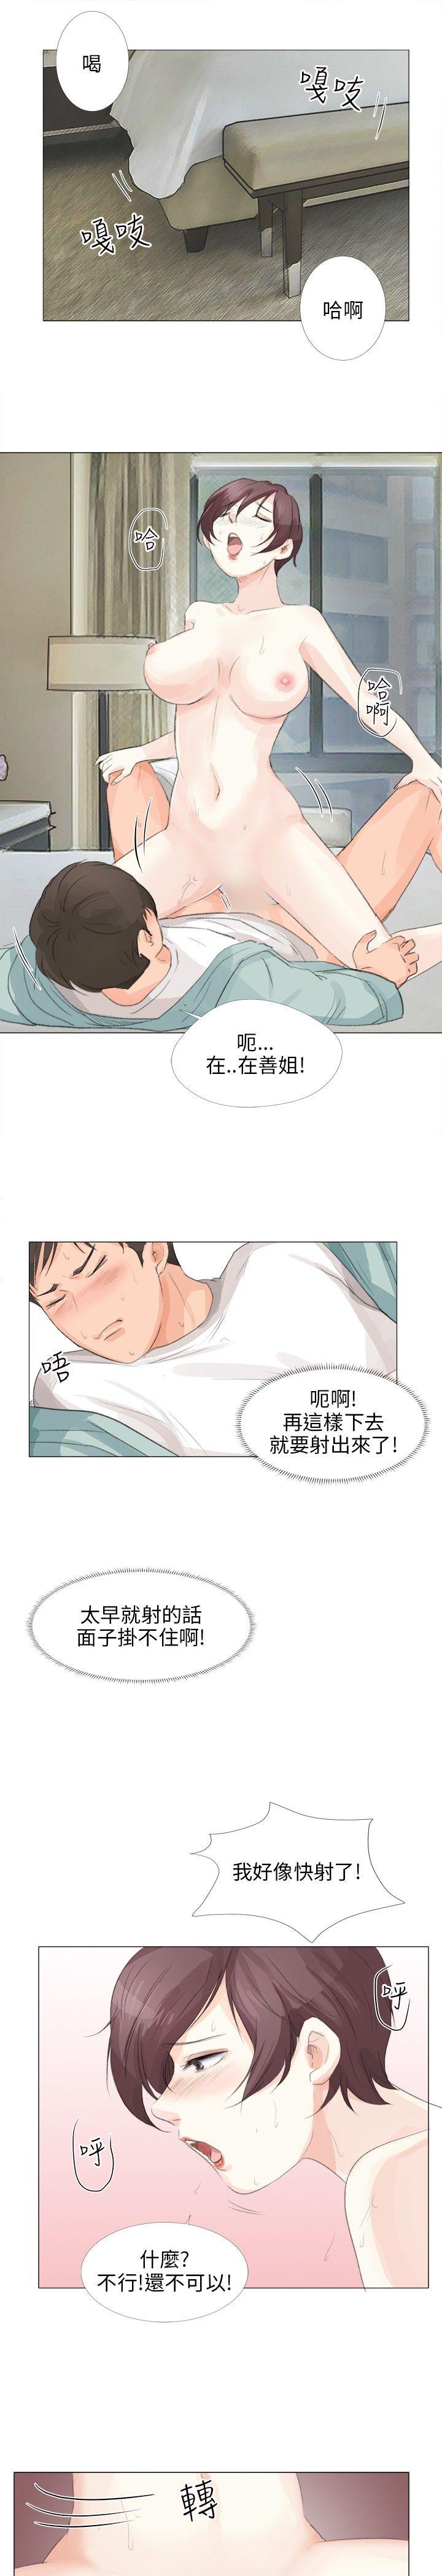 喝
嘎吱
嘎吱
哈啊
哈
哈啊
呃...
在..在善姐!
唔
呃啊!
再這樣下去
就要射出來了!
太早就射的話
面子掛不住啊!
我好像快射了!
呼
呼
什麼?
不行!還不可以!
轉